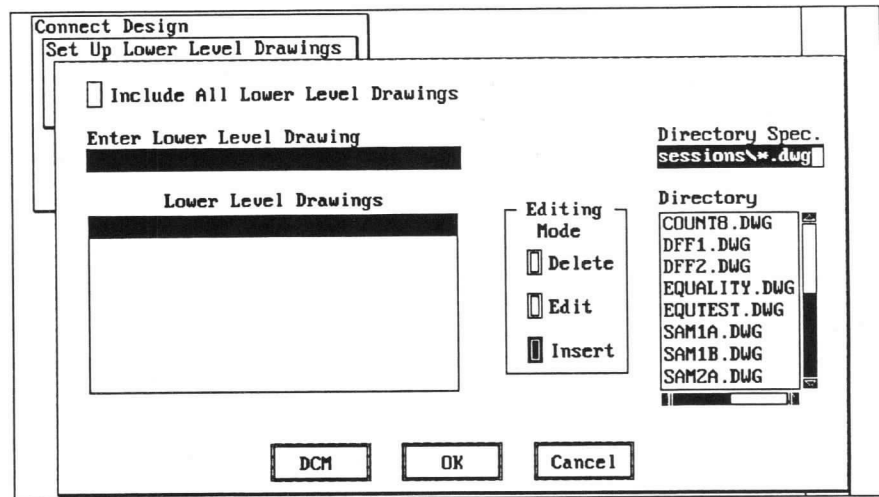 Connect Design
Set Up Lower Level Drawings
Include All Lower Level Drawings
Enter Lower Level Drawing
Directory Spec.
sessions\*.dwg
Lower Level Drawings
Editing
Mode
Delete
Edit
Insert
Directory
COUNT8.DWG
DFF1.DWG
DFF2.DWG
EQUALITY.DWG
EQUTEST.DWG
SAM1A.DWG
SAM1B.DWG
SAM2A.DWG
DCM
OK
Cancel